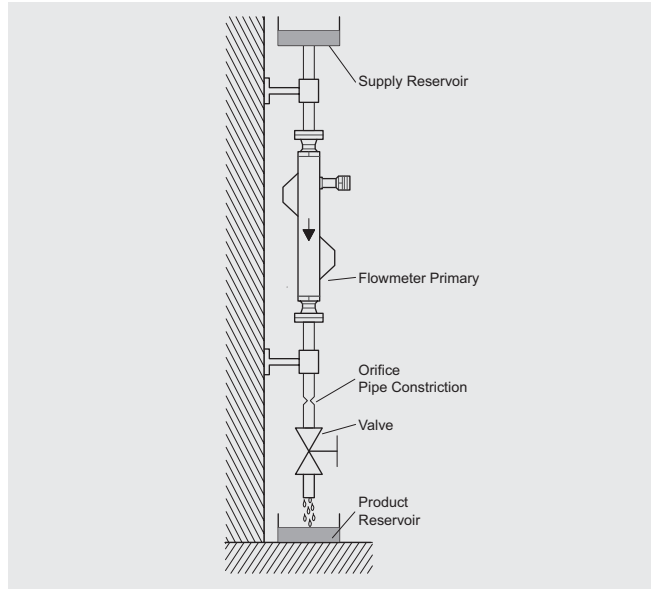 Supply Reservoir
Flowmeter Primary
Orifice
Pipe Constriction
Valve
Product
Reservoir